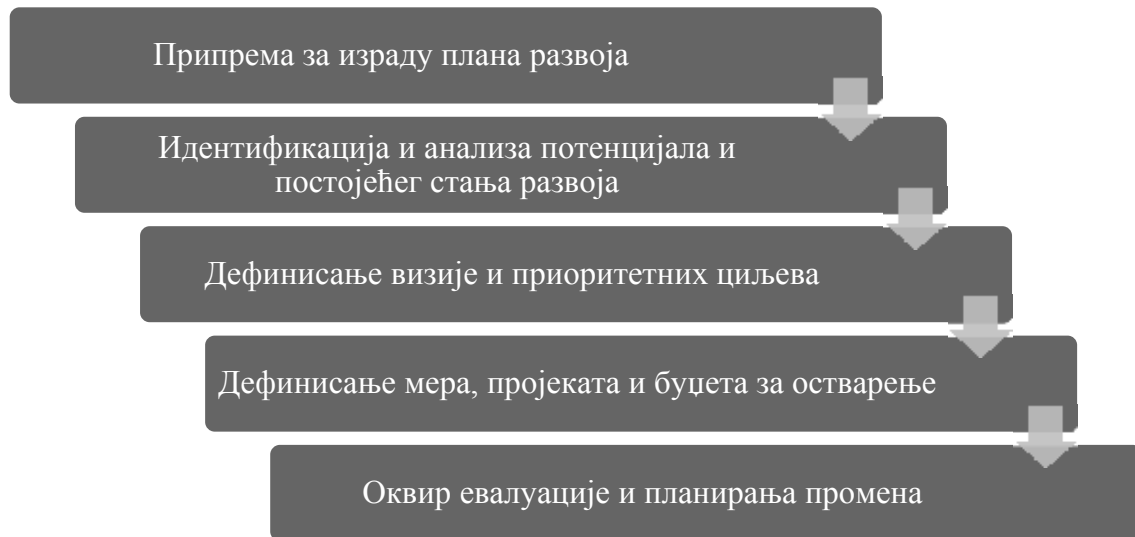 Припрема за израду плана развоја
Идентификација и анализа потенцијала и
постојећег стања развоја
Дефинисање визије и приоритетних циљева
Дефинисање мера, пројеката и буџета за остварење
Оквир евалуације и планирања промена